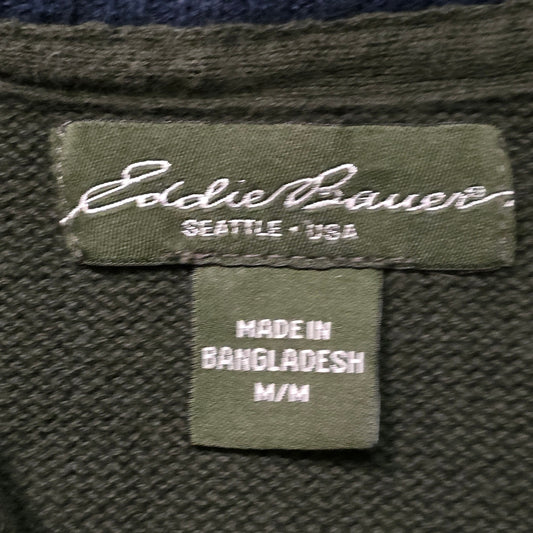 Eddie Bauer®
SEATTLE · USA
MADE IN
BANGLADESH
M/M